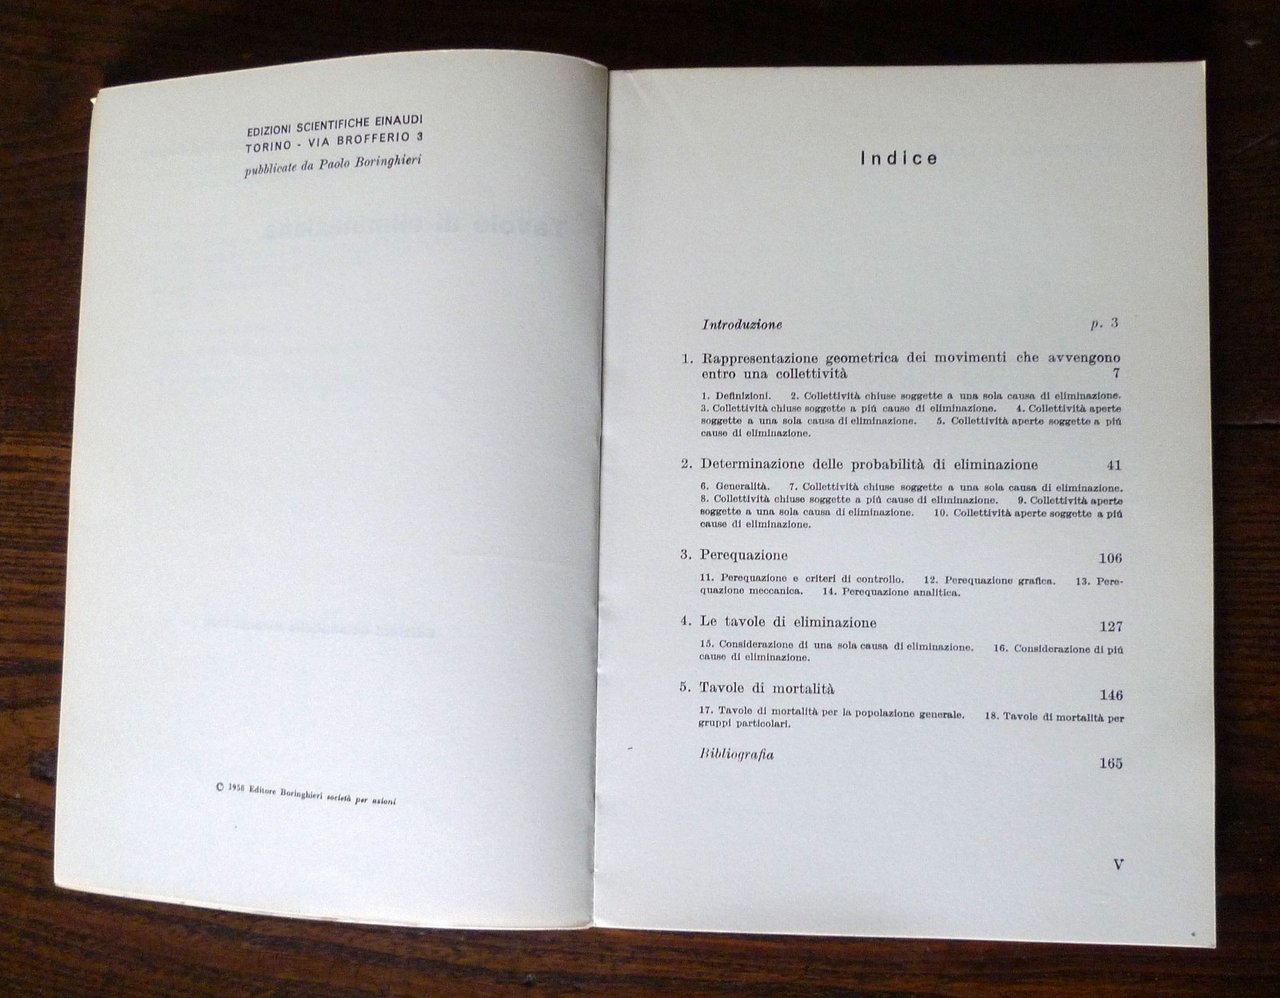 EDIZIONI SCIENTIFICHE EINAUDI
TORINO - VIA BROFFERIO 3
pubblicate da Paolo Boringhieri
© 1958 Editore Boringhieri società per azioni
Indice
Introduzione p. 3
1. Rappresentazione geometrica dei movimenti che avvengono
entro una collettività 7
1. Definizioni. 2. Collettività chiuse soggette a una sola causa di eliminazione.
3. Collettività chiuse soggette a piú cause di eliminazione. 4. Collettività aperte
soggette a una sola causa di eliminazione. 5. Collettività aperte soggette a piú
cause di eliminazione.
2. Determinazione delle probabilità di eliminazione 41
6. Generalità. 7. Collettività chiuse soggette a una sola causa di eliminazione.
8. Collettività chiuse soggette a piú cause di eliminazione. 9. Collettività aperte
soggette a una sola causa di eliminazione. 10. Collettività aperte soggette a piú
cause di eliminazione.
3. Perequazione 106
11. Perequazione e criteri di controllo. 12. Perequazione grafica. 13. Pere-
quazione meccanica. 14. Perequazione analitica.
4. Le tavole di eliminazione 127
15. Considerazione di una sola causa di eliminazione. 16. Considerazione di piú
cause di eliminazione.
5. Tavole di mortalità 146
17. Tavole di mortalità per la popolazione generale. 18. Tavole di mortalità per
gruppi particolari.
Bibliografia 165
V